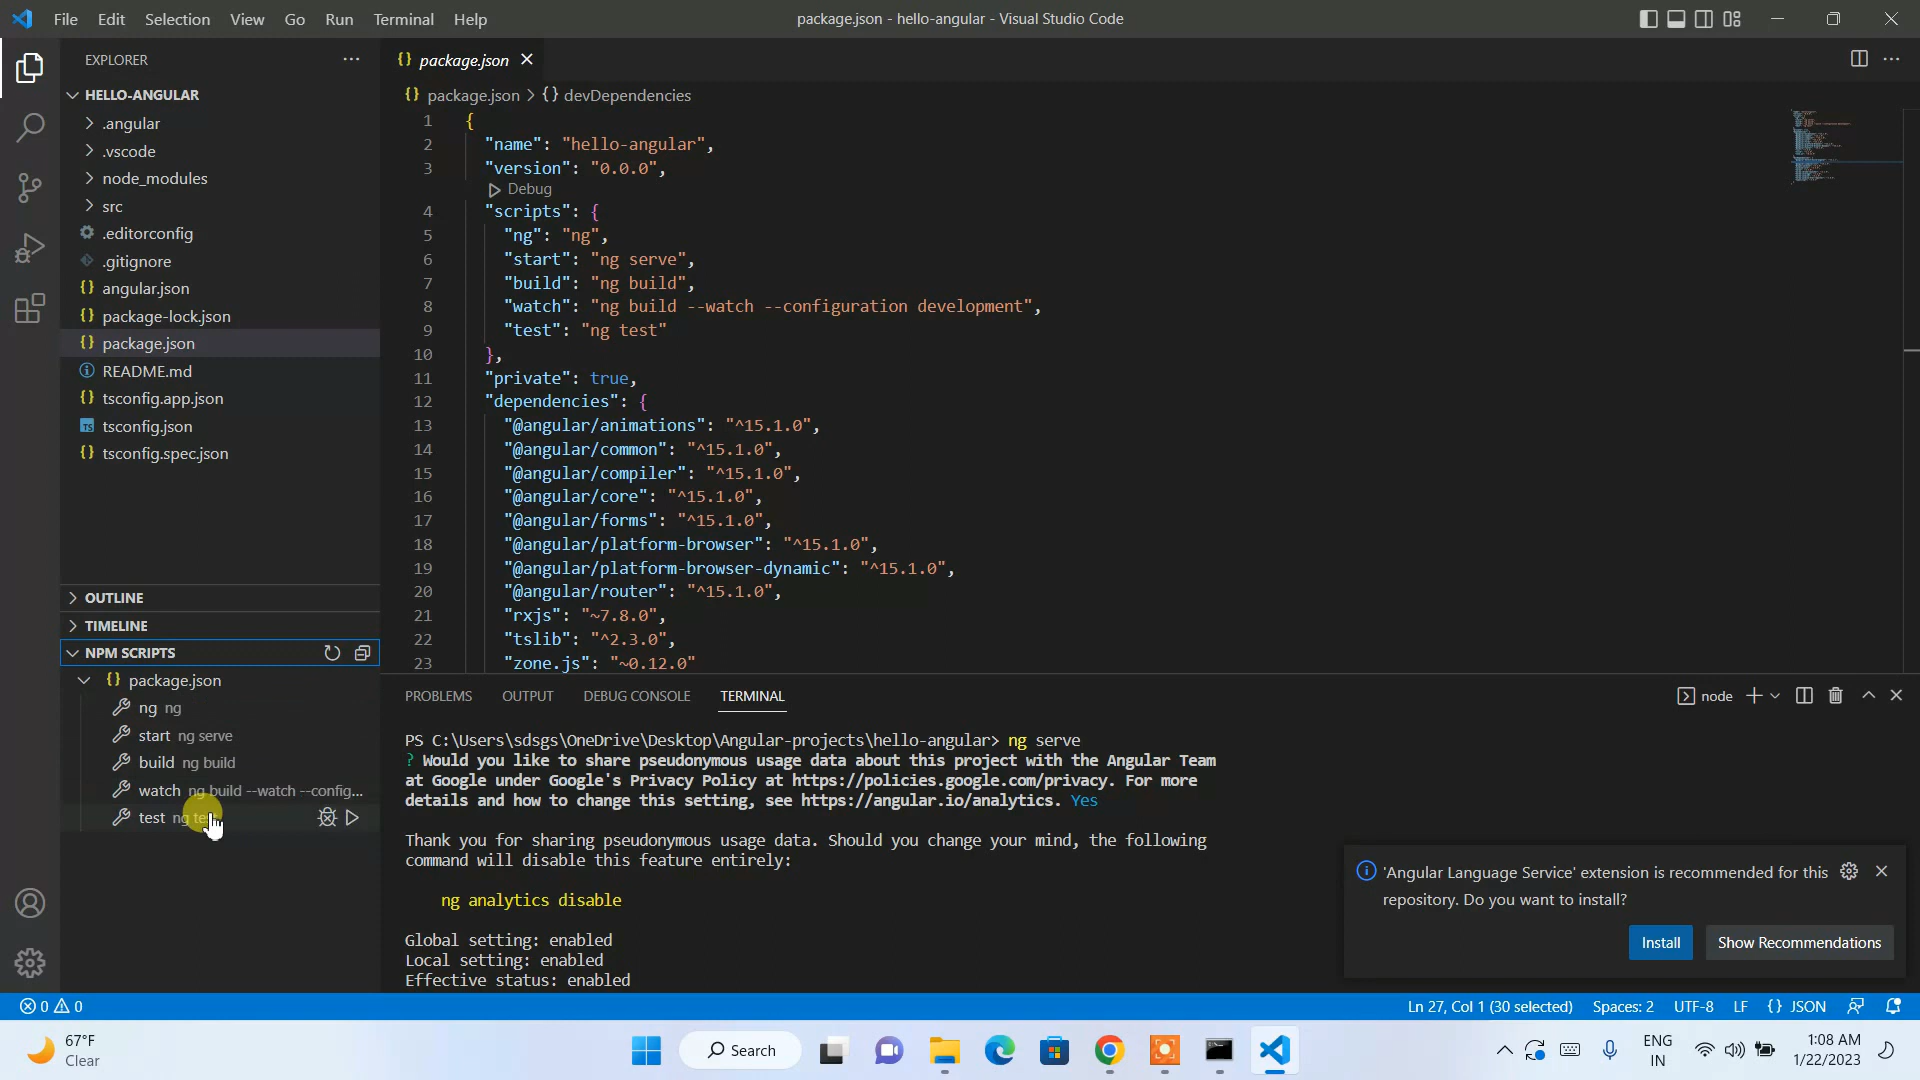 File Edit Selection View Go Run Terminal Help
package.json - hello-angular - Visual Studio Code
EXPLORER
HELLO-ANGULAR
.angular
.vscode
node_modules
src
.editorconfig
.gitignore
angular.json
package-lock.json
package.json
README.md
tsconfig.app.json
tsconfig.json
tsconfig.spec.json
OUTLINE
TIMELINE
NPM SCRIPTS
package.json
ng ng
start ng serve
build ng build
watch ng build --watch --config...
test ng
package.json
package.json > {} devDependencies
1 {
2 "name": "hello-angular",
3 "version": "0.0.0",
Debug
4 "scripts": {
5 "ng": "ng",
6 "start": "ng serve",
7 "build": "ng build",
8 "watch": "ng build --watch --configuration development",
9 "test": "ng test"
10 },
11 "private": true,
12 "dependencies": {
13 "@angular/animations": "^15.1.0",
14 "@angular/common": "^15.1.0",
15 "@angular/compiler": "^15.1.0",
16 "@angular/core": "^15.1.0",
17 "@angular/forms": "^15.1.0",
18 "@angular/platform-browser": "^15.1.0",
19 "@angular/platform-browser-dynamic": "^15.1.0",
20 "@angular/router": "^15.1.0",
21 "rxjs": "~7.8.0",
22 "tslib": "^2.3.0",
23 "zone.js": "~0.12.0"
PROBLEMS OUTPUT DEBUG CONSOLE TERMINAL
node
PS C:\Users\sdsgs\OneDrive\Desktop\Angular-projects\hello-angular> ng serve
? Would you like to share pseudonymous usage data about this project with the Angular Team
at Google under Google's Privacy Policy at https://policies.google.com/privacy. For more
details and how to change this setting, see https://angular.io/analytics. Yes
Thank you for sharing pseudonymous usage data. Should you change your mind, the following
command will disable this feature entirely:
ng analytics disable
Global setting: enabled
Local setting: enabled
Effective status: enabled
'Angular Language Service' extension is recommended for this
repository. Do you want to install?
Install
Show Recommendations
0 0
Ln 27, Col 1 (30 selected) Spaces: 2 UTF-8 LF {} JSON
67°F
Clear
Search
ENG
IN
1:08 AM
1/22/2023